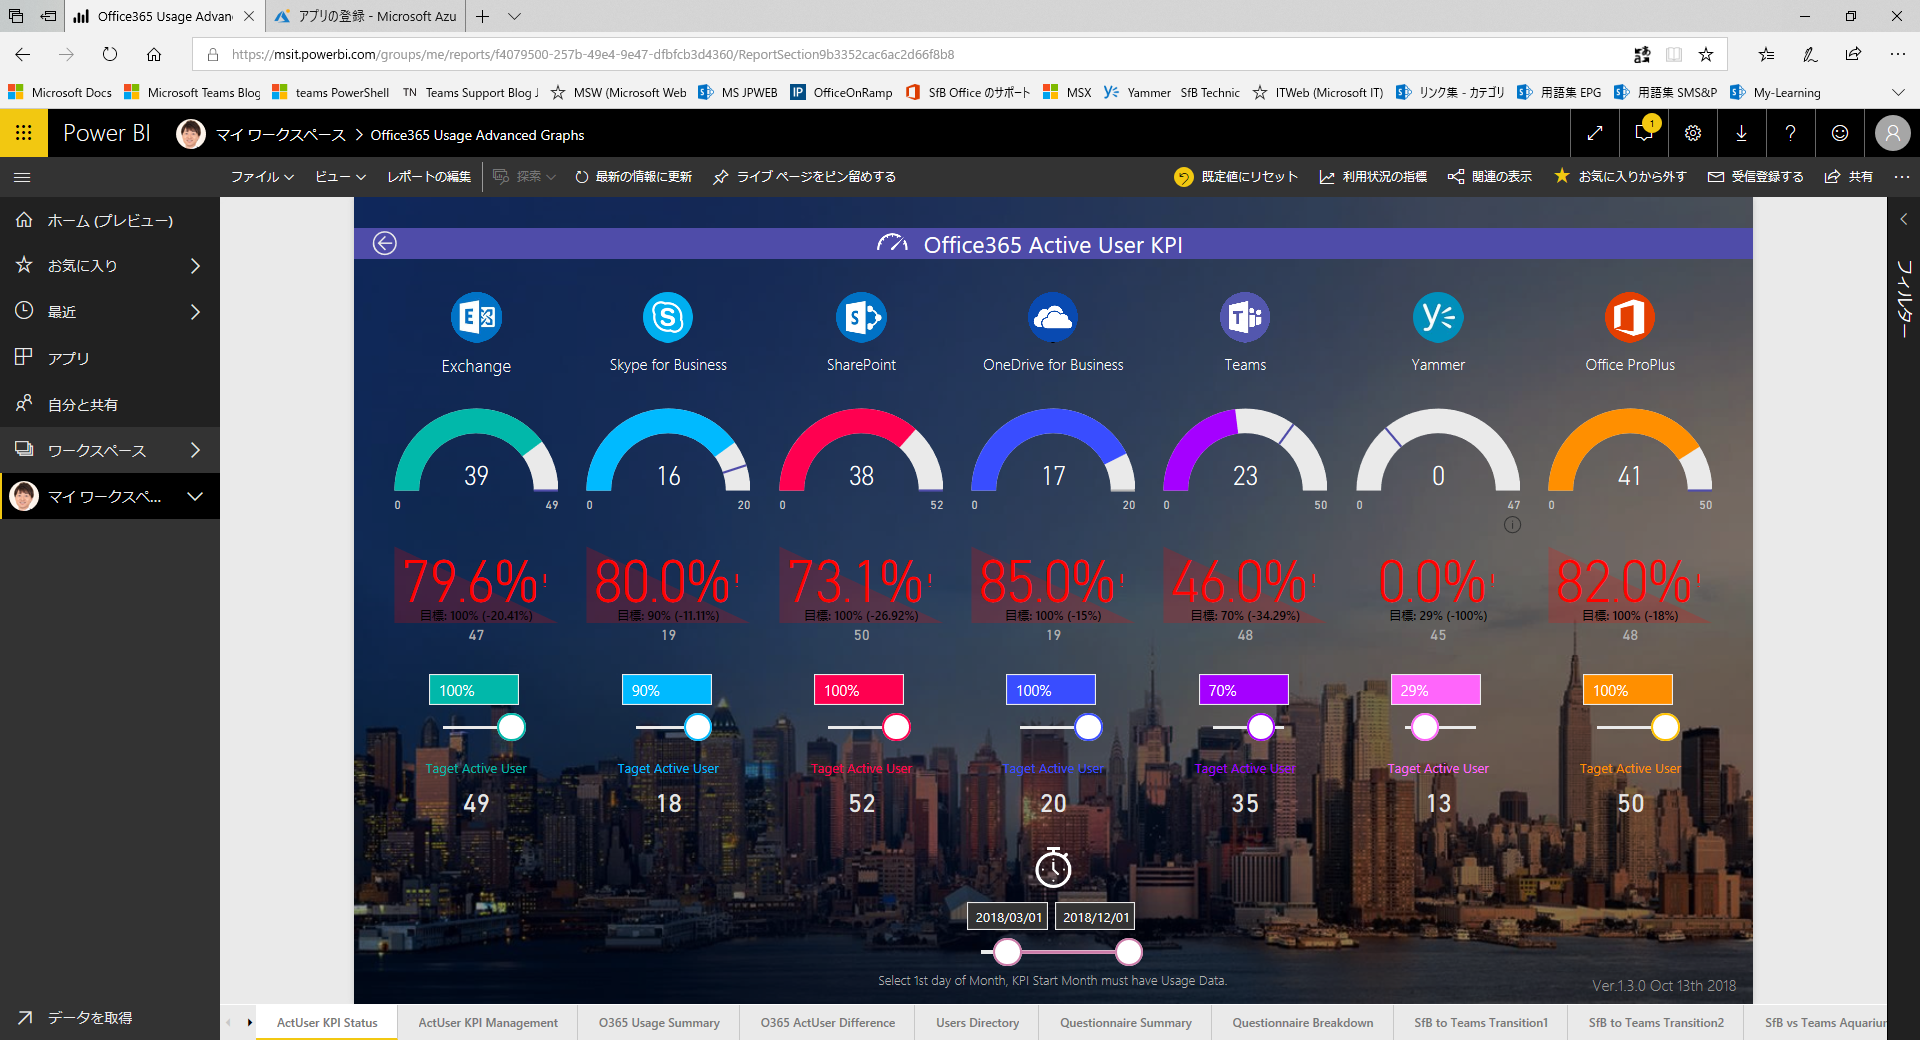 Office365 Usage Advan
アプリの登録 - Microsoft Azu
https://msit.powerbi.com/groups/me/reports/f4079500-257b-49e4-9e47-dfbfcb3d4360/ReportSection9b3352cac6ac2d66f8b8
Microsoft Docs Microsoft Teams Blog teams PowerShell TN Teams Support Blog J MSW (Microsoft Web MS JPWEB IP OfficeOnRamp SfB Office のサポート MSX Yammer SfB Technic ITWeb (Microsoft IT) リンク集 - カテゴリ 用語集 EPG 用語集 SMS&P My-Learning
Power BI マイ ワークスペース > Office365 Usage Advanced Graphs 1
ファイル ビュー レポートの編集 探索 最新の情報に更新 ライブ ページをピン留めする 既定値にリセット 利用状況の指標 関連の表示 お気に入りから外す 受信登録する 共有
ホーム (プレビュー)
お気に入り
最近
アプリ
自分と共有
ワークスペース
マイ ワークスペ...
データを取得
フィルター
Office365 Active User KPI
Exchange Skype for Business SharePoint OneDrive for Business Teams Yammer Office ProPlus
39 16 38 17 23 0 41
0 49 0 20 0 52 0 20 0 50 0 47 0 50
79.6%! 80.0%! 73.1%! 85.0%! 46.0%! 0.0%! 82.0%!
目標: 100% (-20.41%) 目標: 90% (-11.11%) 目標: 100% (-26.92%) 目標: 100% (-15%) 目標: 70% (-34.29%) 目標: 29% (-100%) 目標: 100% (-18%)
47 19 50 19 48 45 48
100% 90% 100% 100% 70% 29% 100%
Taget Active User Taget Active User Taget Active User Taget Active User Taget Active User Taget Active User Taget Active User
49 18 52 20 35 13 50
2018/03/01 2018/12/01
Select 1st day of Month, KPI Start Month must have Usage Data.
Ver.1.3.0 Oct 13th 2018
ActUser KPI Status ActUser KPI Management O365 Usage Summary O365 ActUser Difference Users Directory Questionnaire Summary Questionnaire Breakdown SfB to Teams Transition1 SfB to Teams Transition2 SfB vs Teams Aquariur